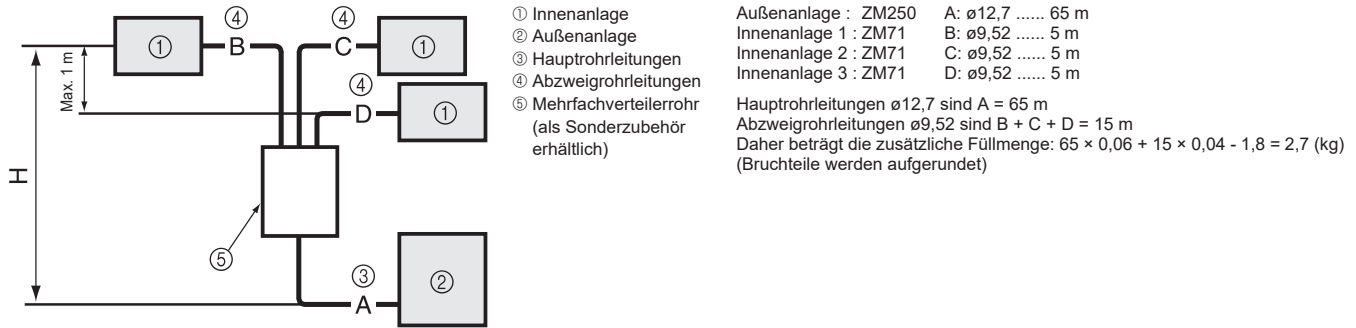 ④
④
①
B
C
①
Max. 1 m
④
D
①
H
⑤
③
A
②
① Innenanlage
② Außenanlage
③ Hauptrohrleitungen
④ Abzweigrohrleitungen
⑤ Mehrfachverteilerrohr
(als Sonderzubehör
erhältlich)
Außenanlage : ZM250 A: ø12,7 ...... 65 m
Innenanlage 1 : ZM71 B: ø9,52 ...... 5 m
Innenanlage 2 : ZM71 C: ø9,52 ...... 5 m
Innenanlage 3 : ZM71 D: ø9,52 ...... 5 m
Hauptrohrleitungen ø12,7 sind A = 65 m
Abzweigrohrleitungen ø9,52 sind B + C + D = 15 m
Daher beträgt die zusätzliche Füllmenge: 65 × 0,06 + 15 × 0,04 - 1,8 = 2,7 (kg)
(Bruchteile werden aufgerundet)